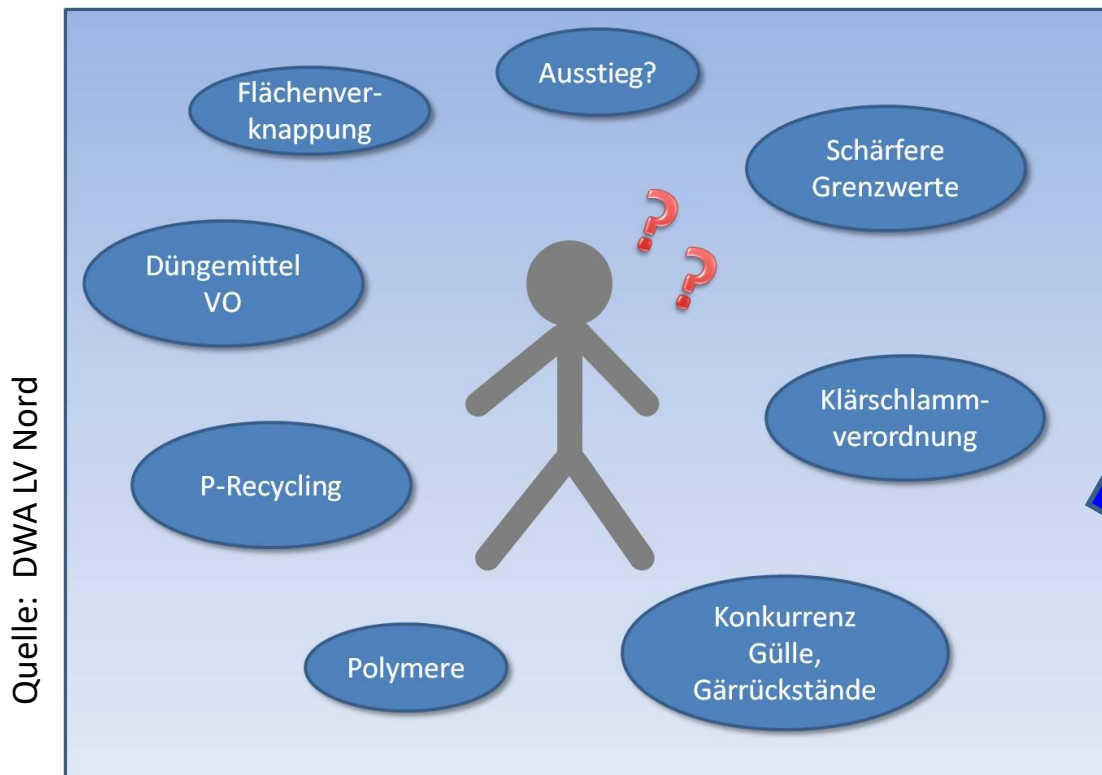 Ausstieg?
Flächenver-
knappung
Schärfere
Grenzwerte
Düngemittel
VO
Klärschlamm-
verordnung
P-Recycling
Konkurrenz
Gülle,
Gärrückstände
Polymere
Quelle: DWA LV Nord
? ?